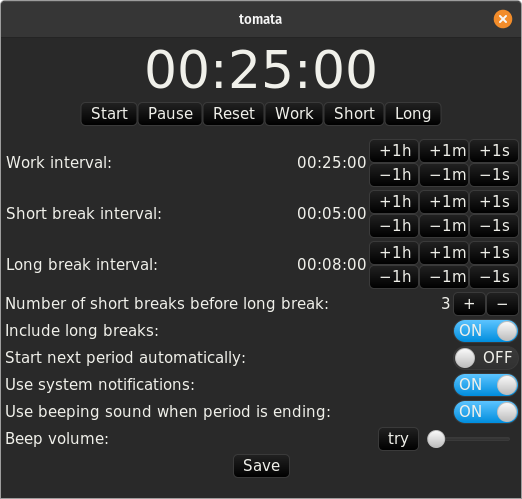 tomata
00:25:00
Start Pause Reset Work Short Long
+1h +1m +1s
Work interval: 00:25:00
−1h −1m −1s
+1h +1m +1s
Short break interval: 00:05:00
−1h −1m −1s
+1h +1m +1s
Long break interval: 00:08:00
−1h −1m −1s
Number of short breaks before long break: 3 + −
Include long breaks: ON
Start next period automatically: OFF
Use system notifications: ON
Use beeping sound when period is ending: ON
Beep volume: try
Save